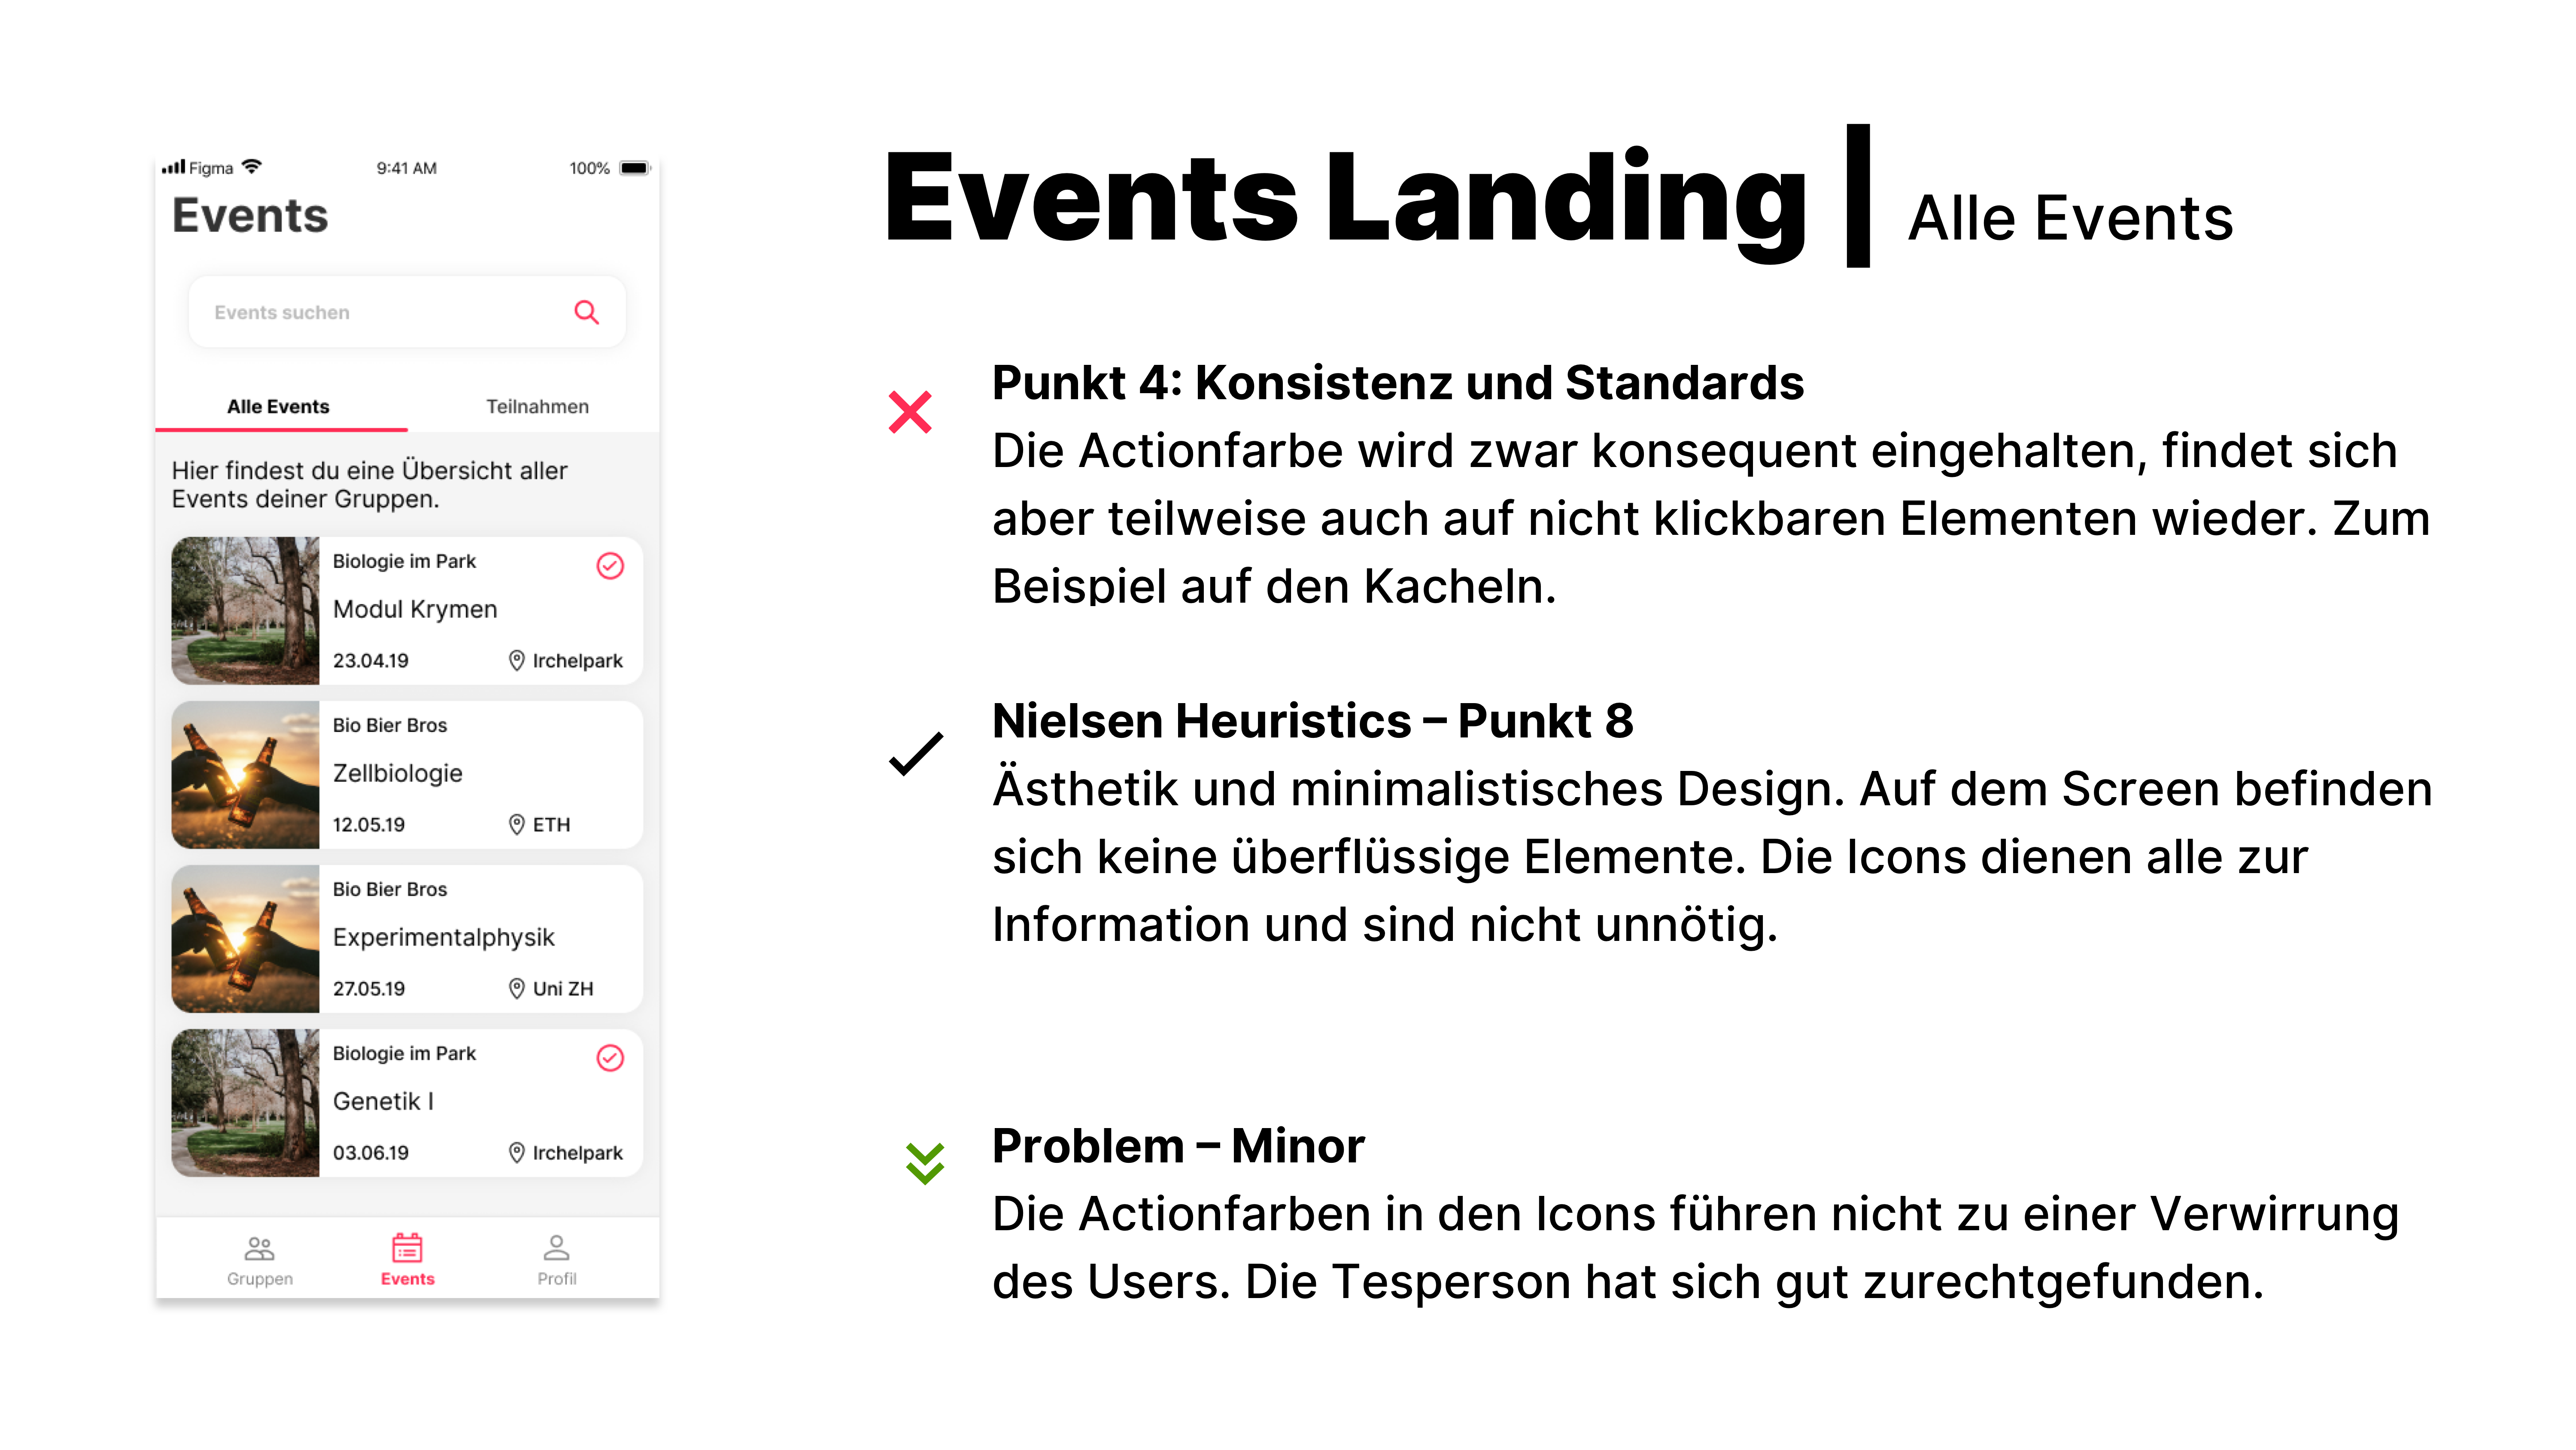 Figma 9:41 AM 100%
Events
Events suchen
Alle Events Teilnahmen
Hier findest du eine Übersicht aller
Events deiner Gruppen.
Biologie im Park
Modul Krymen
23.04.19 Irchelpark
Bio Bier Bros
Zellbiologie
12.05.19 ETH
Bio Bier Bros
Experimentalphysik
27.05.19 Uni ZH
Biologie im Park
Genetik I
03.06.19 Irchelpark
Gruppen Events Profil
Events Landing | Alle Events
Punkt 4: Konsistenz und Standards
Die Actionfarbe wird zwar konsequent eingehalten, findet sich
aber teilweise auch auf nicht klickbaren Elementen wieder. Zum
Beispiel auf den Kacheln.
Nielsen Heuristics – Punkt 8
Ästhetik und minimalistisches Design. Auf dem Screen befinden
sich keine überflüssige Elemente. Die Icons dienen alle zur
Information und sind nicht unnötig.
Problem – Minor
Die Actionfarben in den Icons führen nicht zu einer Verwirrung
des Users. Die Tesperson hat sich gut zurechtgefunden.